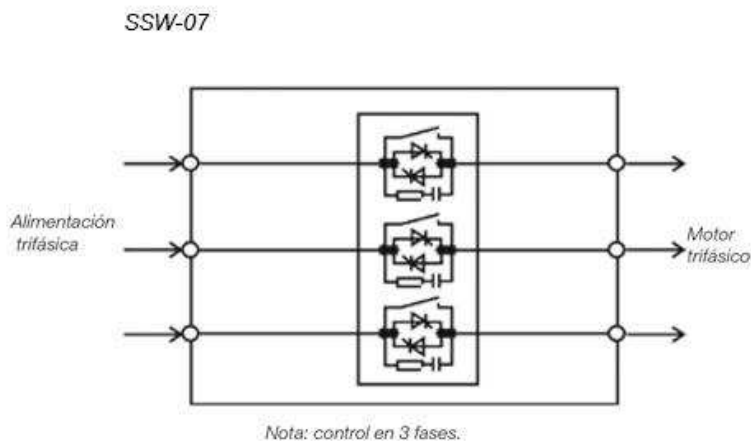 SSW-07
Alimentación
trifásica
Motor
trifásico
Nota: control en 3 fases.